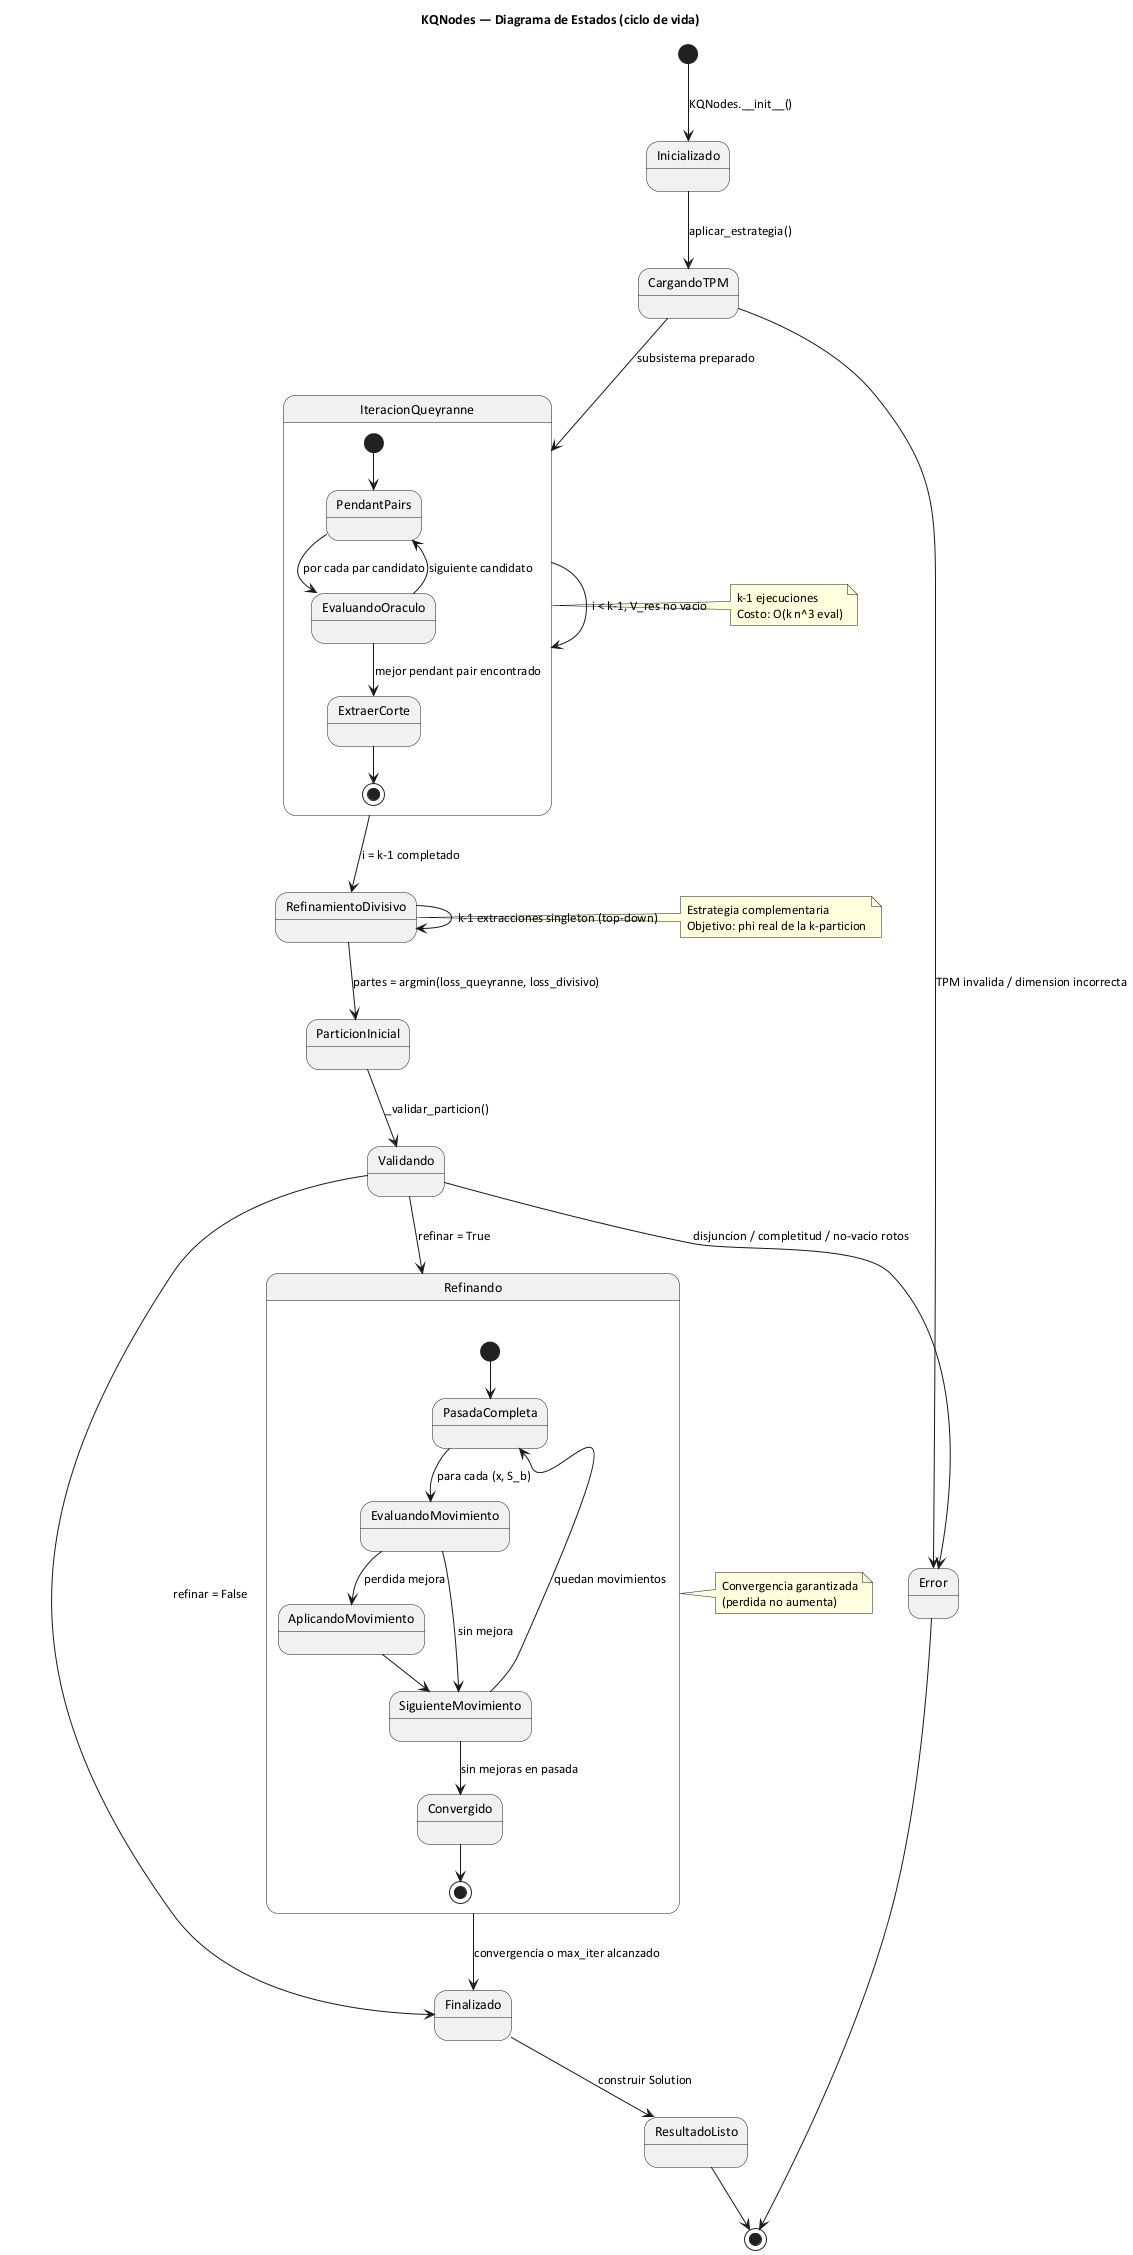 KQNodes — Diagrama de Estados (ciclo de vida)
KQNodes.__init__()
Inicializado
aplicar_estrategia()
CargandoTPM
subsistema preparado
IteracionQueyranne
PendantPairs
por cada par candidato
siguiente candidato
EvaluandoOraculo
i < k-1, V_res no vacio
k-1 ejecuciones
Costo: O(k n^3 eval)
mejor pendant pair encontrado
ExtraerCorte
i = k-1 completado
RefinamientoDivisivo
k-1 extracciones singleton (top-down)
Estrategia complementaria
Objetivo: phi real de la k-particion
partes = argmin(loss_queyranne, loss_divisivo)
TPM invalida / dimension incorrecta
ParticionInicial
_validar_particion()
Validando
refinar = True
disjuncion / completitud / no-vacio rotos
Refinando
PasadaCompleta
para cada (x, S_b)
EvaluandoMovimiento
perdida mejora
quedan movimientos
Convergencia garantizada
(perdida no aumenta)
Error
refinar = False
AplicandoMovimiento
sin mejora
SiguienteMovimiento
sin mejoras en pasada
Convergido
convergencia o max_iter alcanzado
Finalizado
construir Solution
ResultadoListo